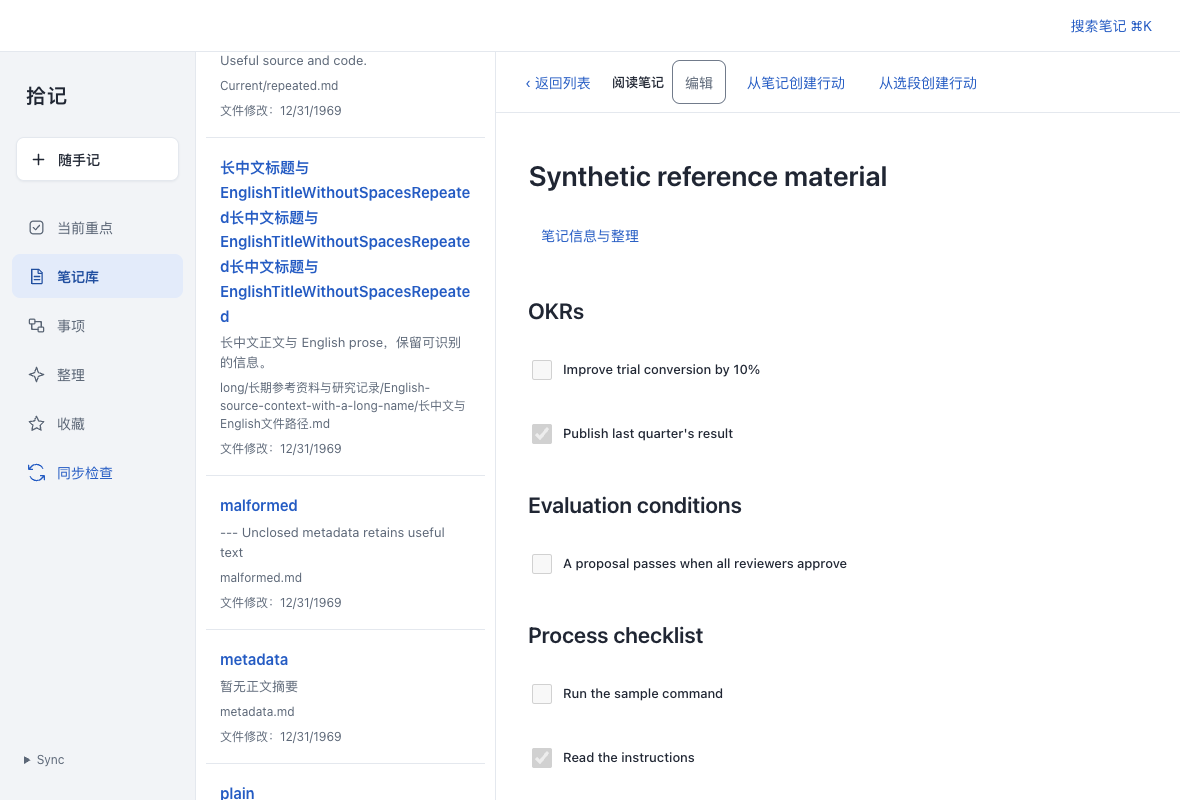 搜索笔记 ⌘K
拾记
+ 随手记
当前重点
笔记库
事项
整理
收藏
同步检查
Sync
Useful source and code.
Current/repeated.md
文件修改：12/31/1969
长中文标题与
EnglishTitleWithoutSpacesRepeate
d长中文标题与
EnglishTitleWithoutSpacesRepeate
d长中文标题与
EnglishTitleWithoutSpacesRepeate
d
长中文正文与 English prose，保留可识别
的信息。
long/长期参考资料与研究记录/English-
source-context-with-a-long-name/长中文与
English文件路径.md
文件修改：12/31/1969
malformed
--- Unclosed metadata retains useful
text
malformed.md
文件修改：12/31/1969
metadata
暂无正文摘要
metadata.md
文件修改：12/31/1969
plain
‹ 返回列表 阅读笔记 编辑 从笔记创建行动 从选段创建行动
Synthetic reference material
笔记信息与整理
OKRs
Improve trial conversion by 10%
Publish last quarter's result
Evaluation conditions
A proposal passes when all reviewers approve
Process checklist
Run the sample command
Read the instructions